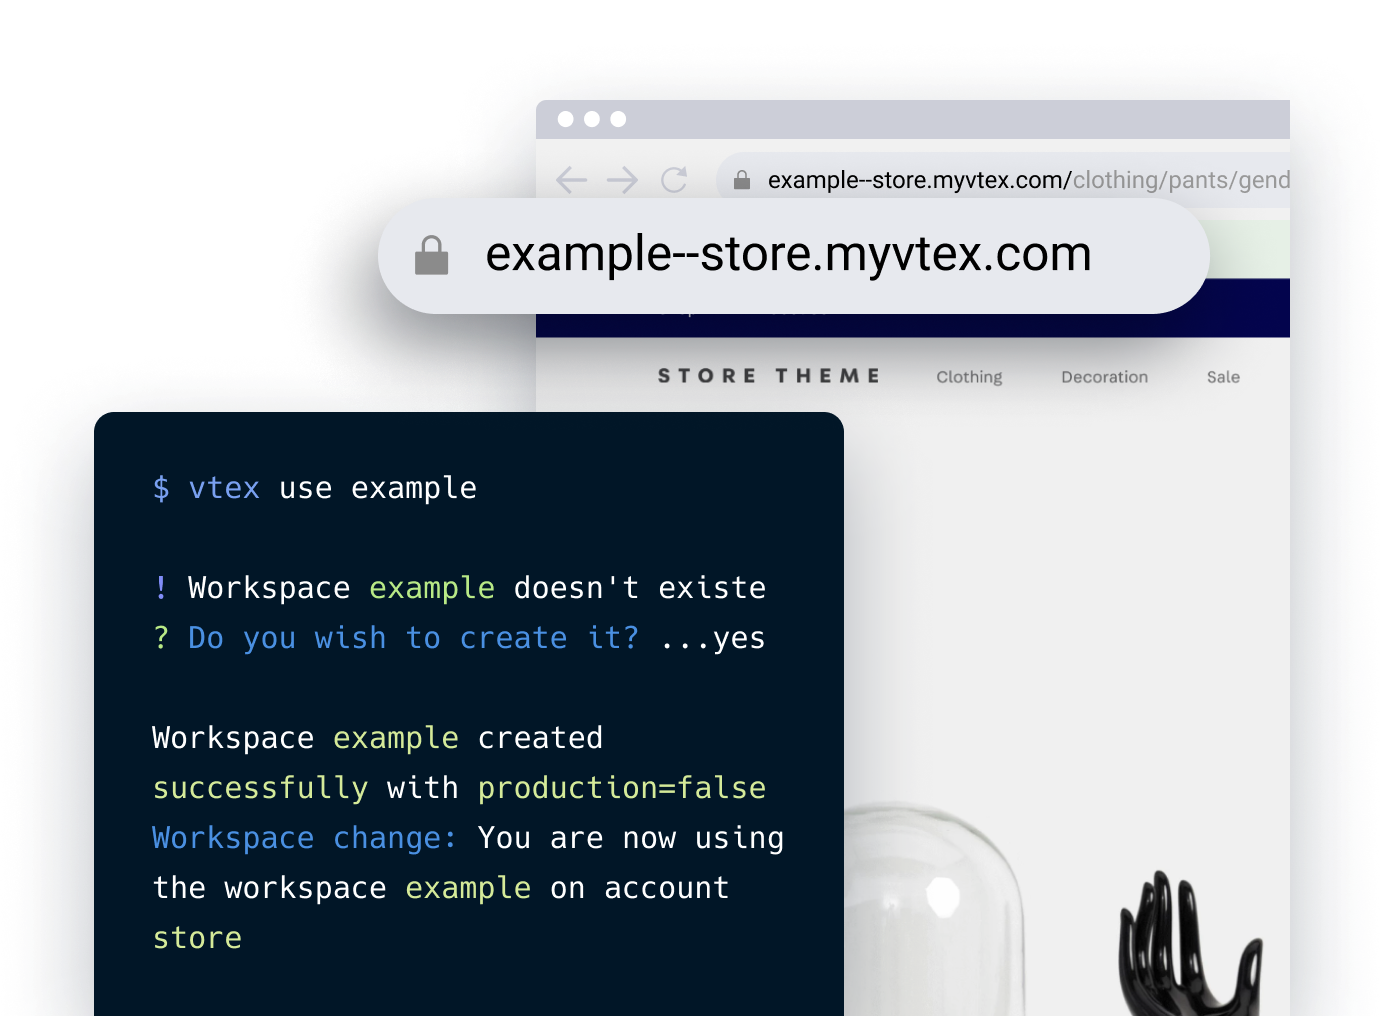 example--store.myvtex.com/clothing/pants/gend
example--store.myvtex.com
STORE THEME Clothing Decoration Sale
$ vtex use example
! Workspace example doesn't existe
? Do you wish to create it? ...yes
Workspace example created
successfully with production=false
Workspace change: You are now using
the workspace example on account
store